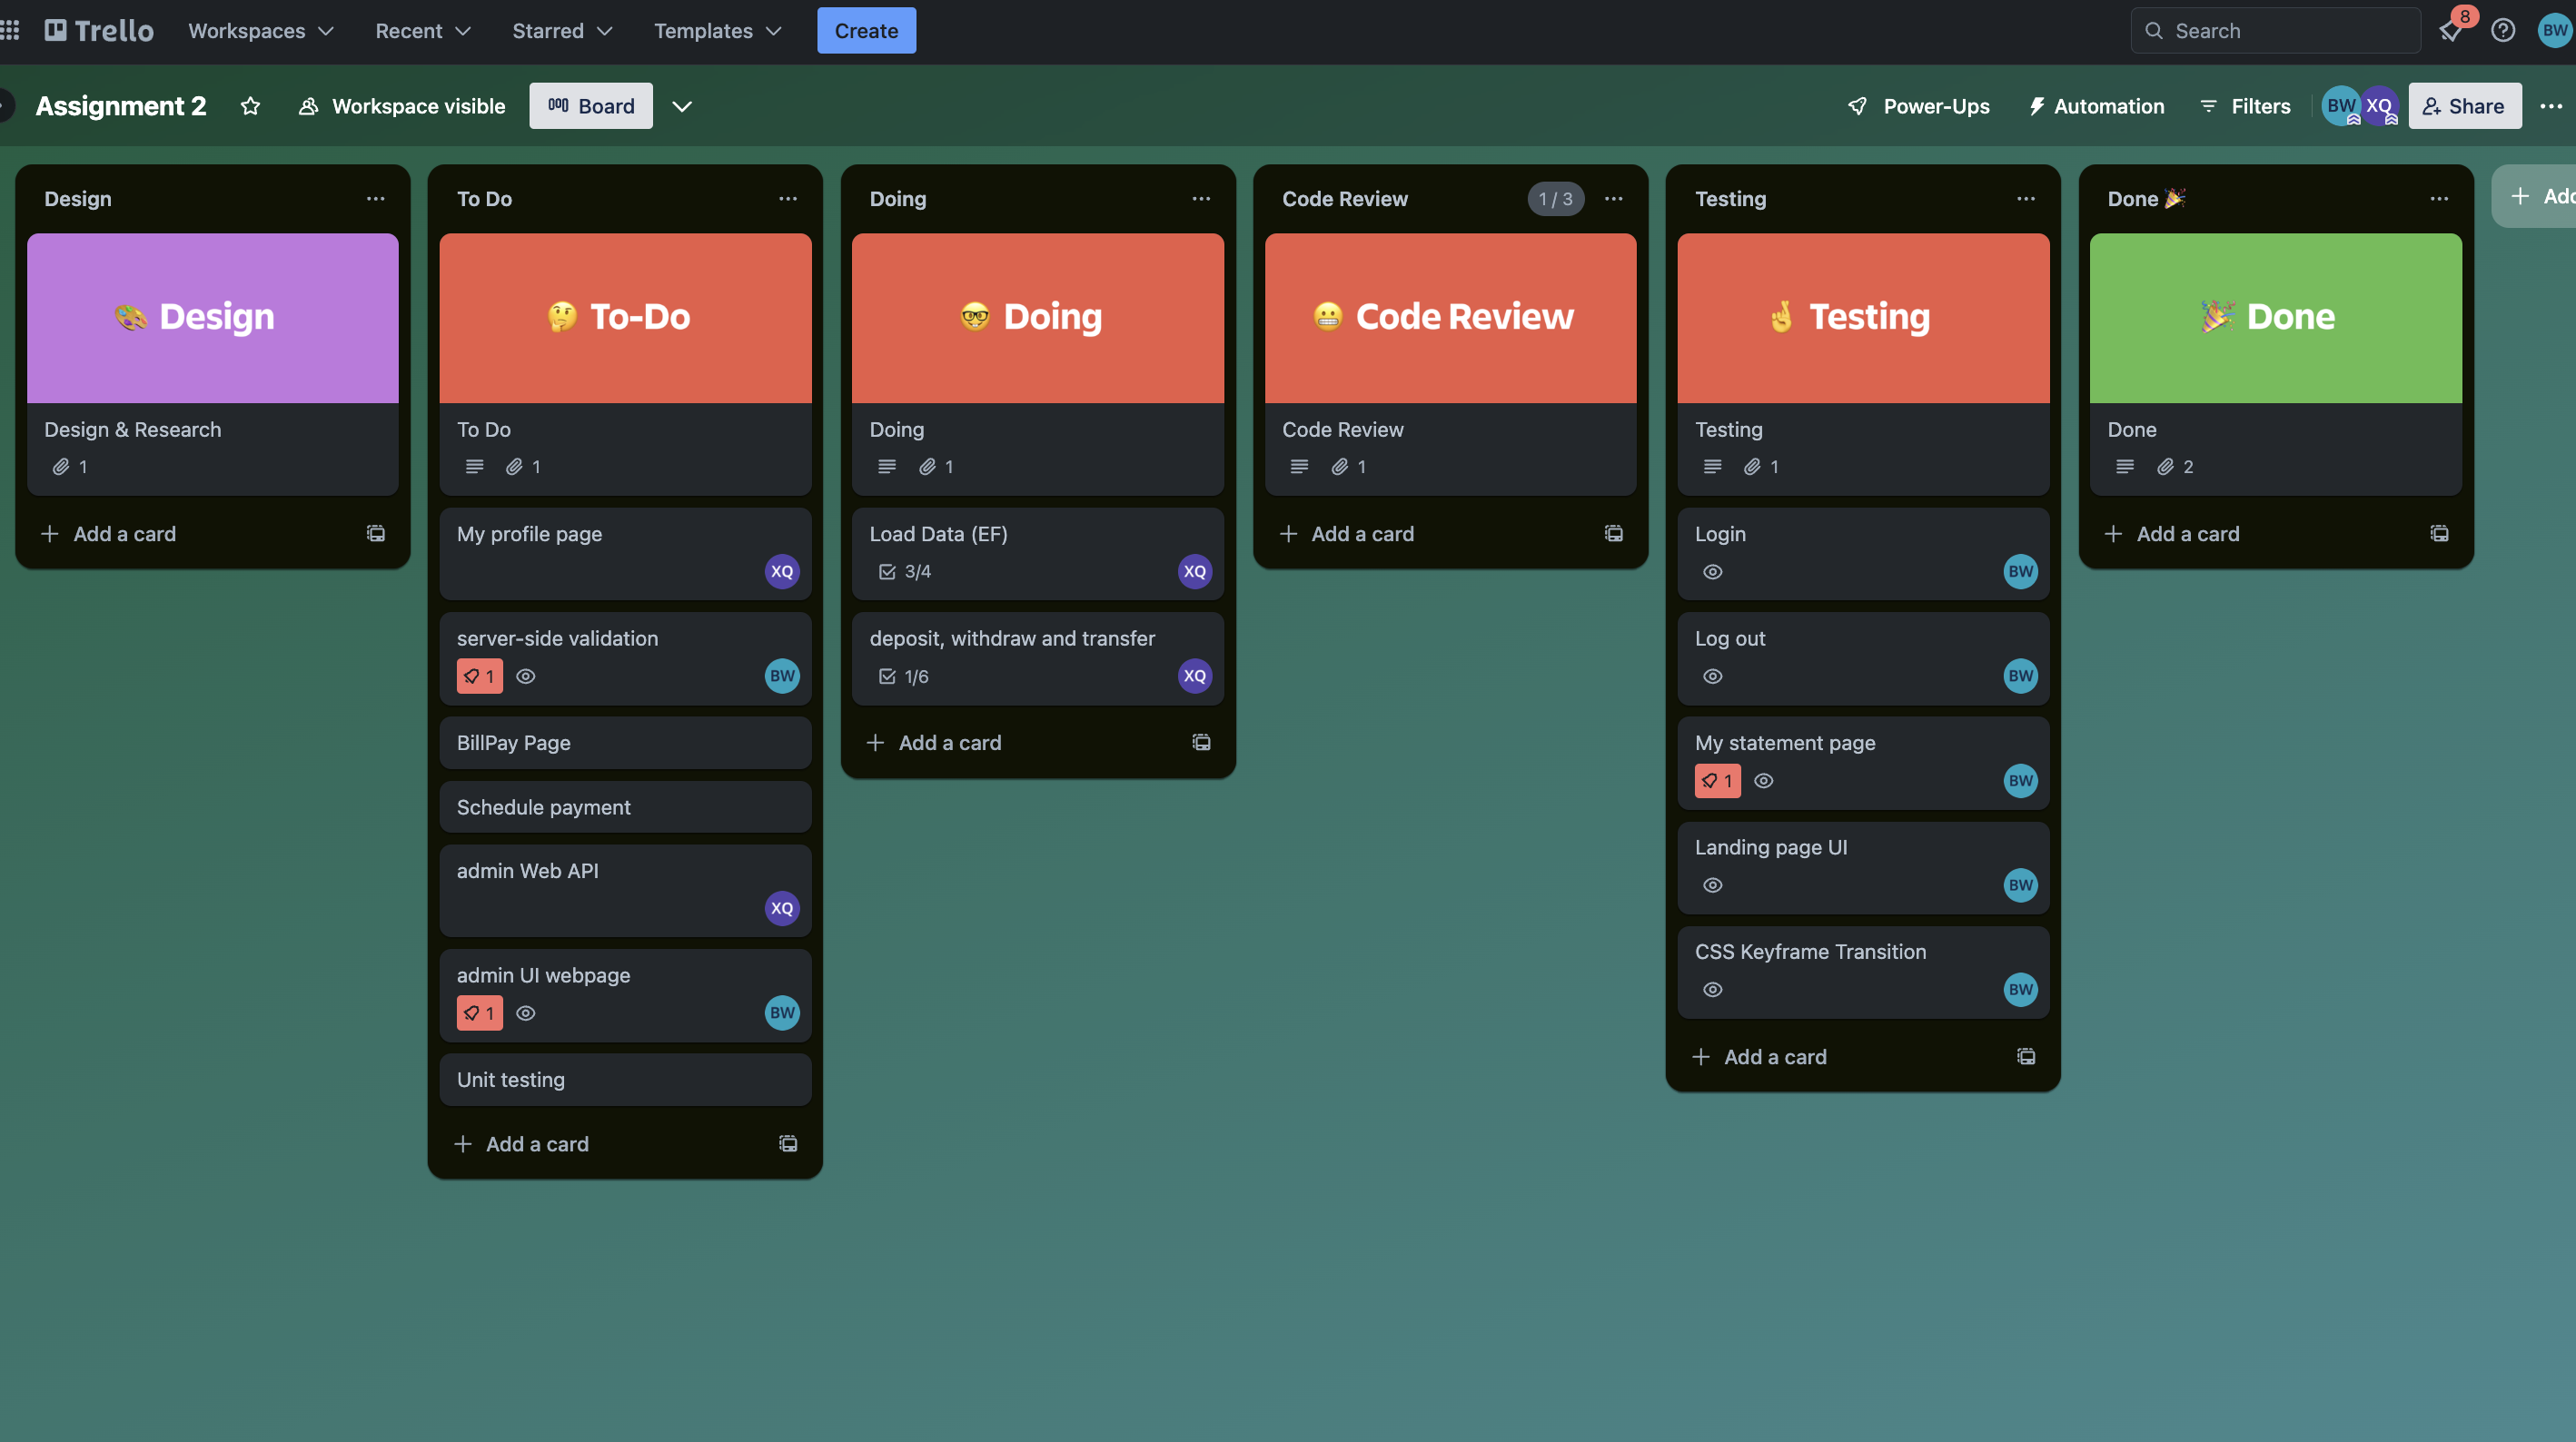 Trello Workspaces Recent Starred Templates Create Search 8 BW
Assignment 2 Workspace visible Board Power-Ups Automation Filters BW XQ Share
Design
Design
Design & Research
1
Add a card
To Do
To-Do
To Do
1
My profile page
XQ
server-side validation
1 BW
BillPay Page
Schedule payment
admin Web API
XQ
admin UI webpage
1 BW
Unit testing
Add a card
Doing
Doing
Doing
1
Load Data (EF)
3/4 XQ
deposit, withdraw and transfer
1/6 XQ
Add a card
Code Review 1 / 3
Code Review
Code Review
1
Add a card
Testing
Testing
Testing
1
Login
BW
Log out
BW
My statement page
1 BW
Landing page UI
BW
CSS Keyframe Transition
BW
Add a card
Done
Done
Done
2
Add a card